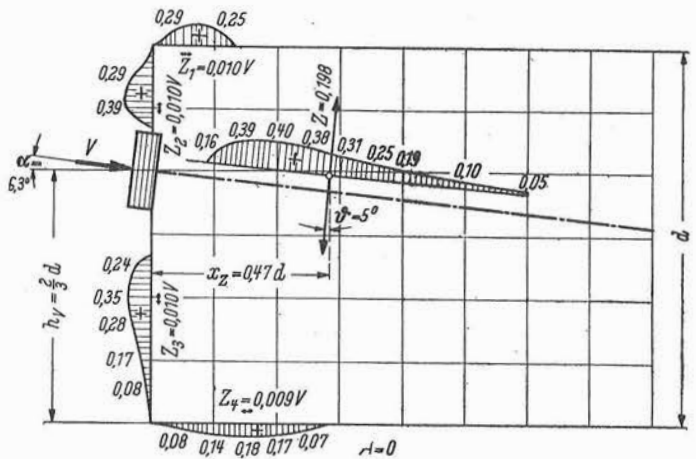 0,29 0,25
Z₁=0,010V
0,29
0,39
Z₂=0,010V
Z=0,198
0,16 0,39 0,40 0,38 0,31 0,25 0,19 0,10 0,05
V
α
6,3°
ϑ=5°
d
x_Z=0,47d
h_V=2/3 d
0,24
0,35
0,28
0,17
0,08
Z₃=0,010V
Z₄=0,009V
0,08 0,14 0,18 0,17 0,07